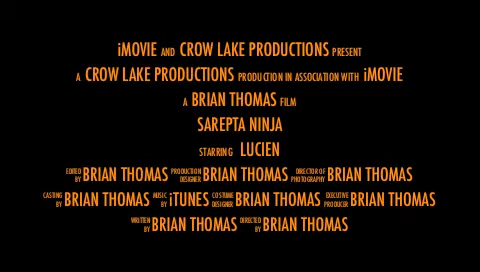 iMOVIE AND CROW LAKE PRODUCTIONS PRESENT
A CROW LAKE PRODUCTIONS PRODUCTION IN ASSOCIATION WITH iMOVIE
A BRIAN THOMAS FILM
SAREPTA NINJA
STARRING LUCIEN
EDITED BY BRIAN THOMAS PRODUCTION DESIGNER BRIAN THOMAS DIRECTOR OF PHOTOGRAPHY BRIAN THOMAS
CASTING BY BRIAN THOMAS MUSIC BY iTUNES COSTUME DESIGNER BRIAN THOMAS EXECUTIVE PRODUCER BRIAN THOMAS
WRITTEN BY BRIAN THOMAS DIRECTED BY BRIAN THOMAS